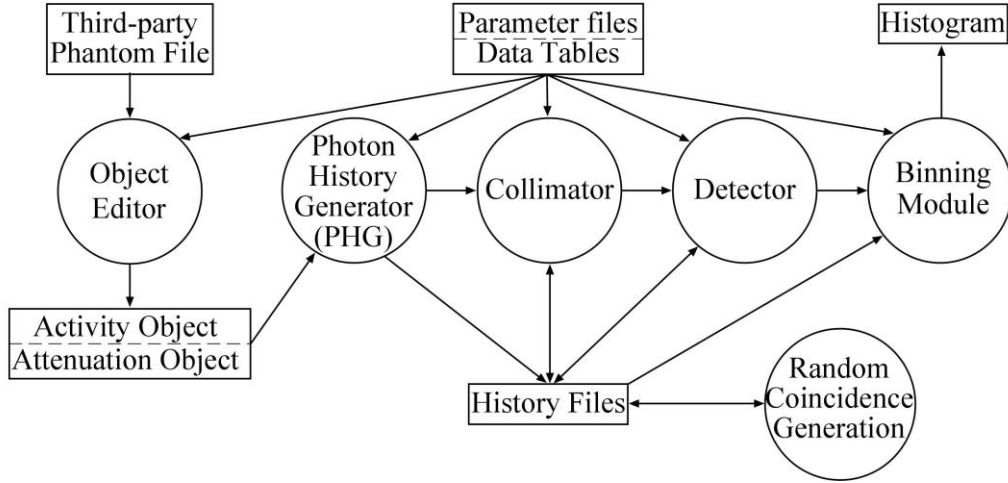 Third-party
Phantom File
Parameter files
Data Tables
Histogram
Object
Editor
Photon
History
Generator
(PHG)
Collimator
Detector
Binning
Module
Activity Object
Attenuation Object
History Files
Random
Coincidence
Generation